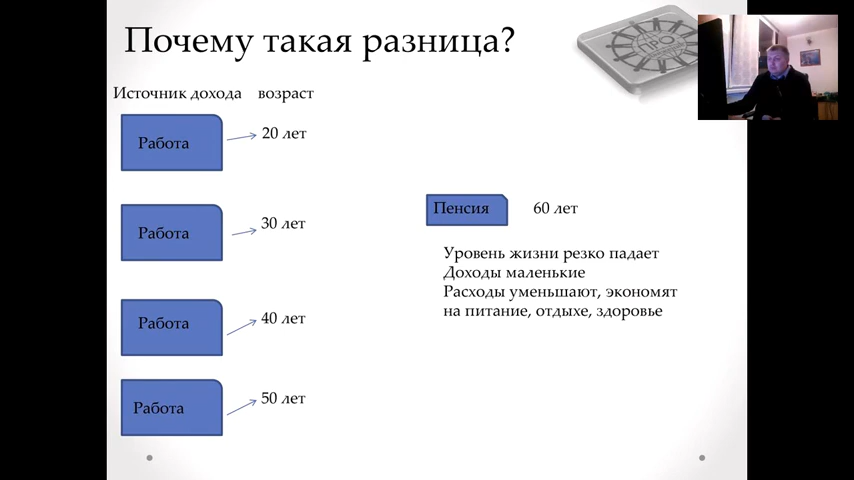 Почему такая разница?
ПРО
Источник дохода возраст
Работа
20 лет
Работа
30 лет
Работа
40 лет
Работа
50 лет
Пенсия
60 лет
Уровень жизни резко падает
Доходы маленькие
Расходы уменьшают, экономят
на питание, отдыхе, здоровье